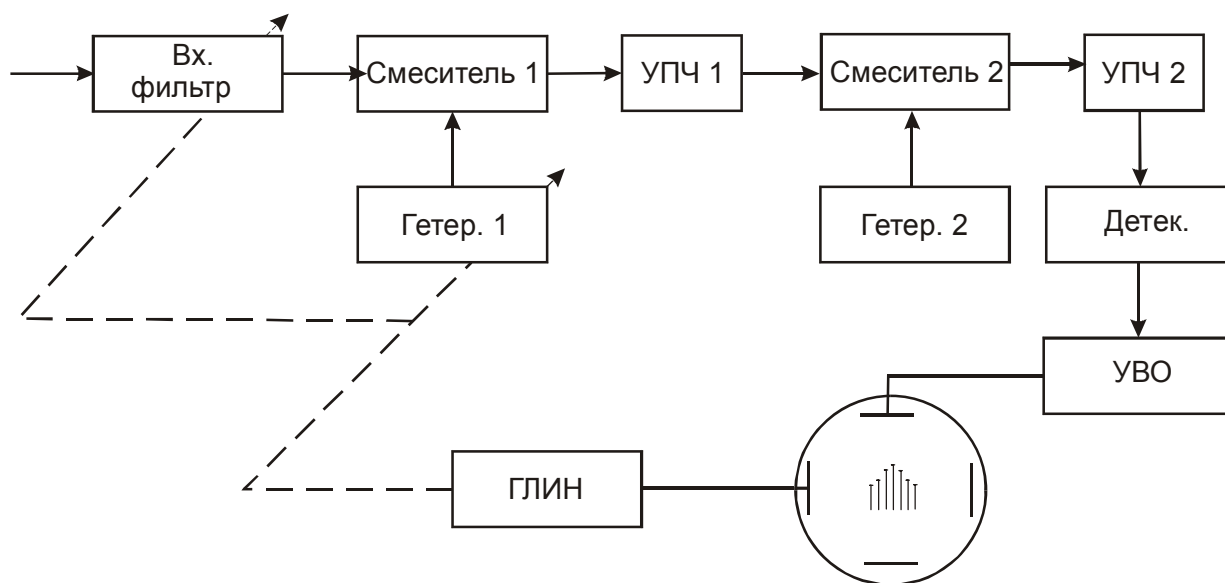 Вх.
фильтр
Смеситель 1
УПЧ 1
Смеситель 2
УПЧ 2
Гетер. 1
Гетер. 2
Детек.
УВО
ГЛИН